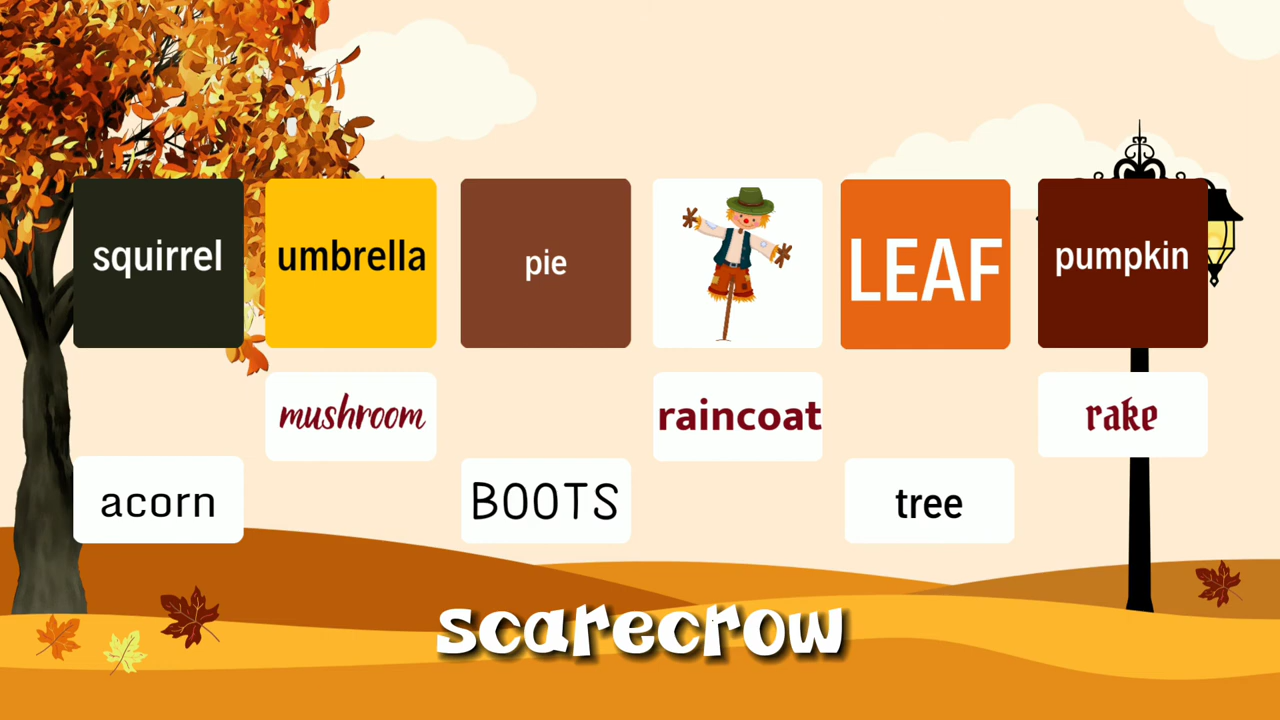 squirrel
umbrella
pie
LEAF
pumpkin
mushroom
raincoat
rake
acorn
BOOTS
tree
scarecrow